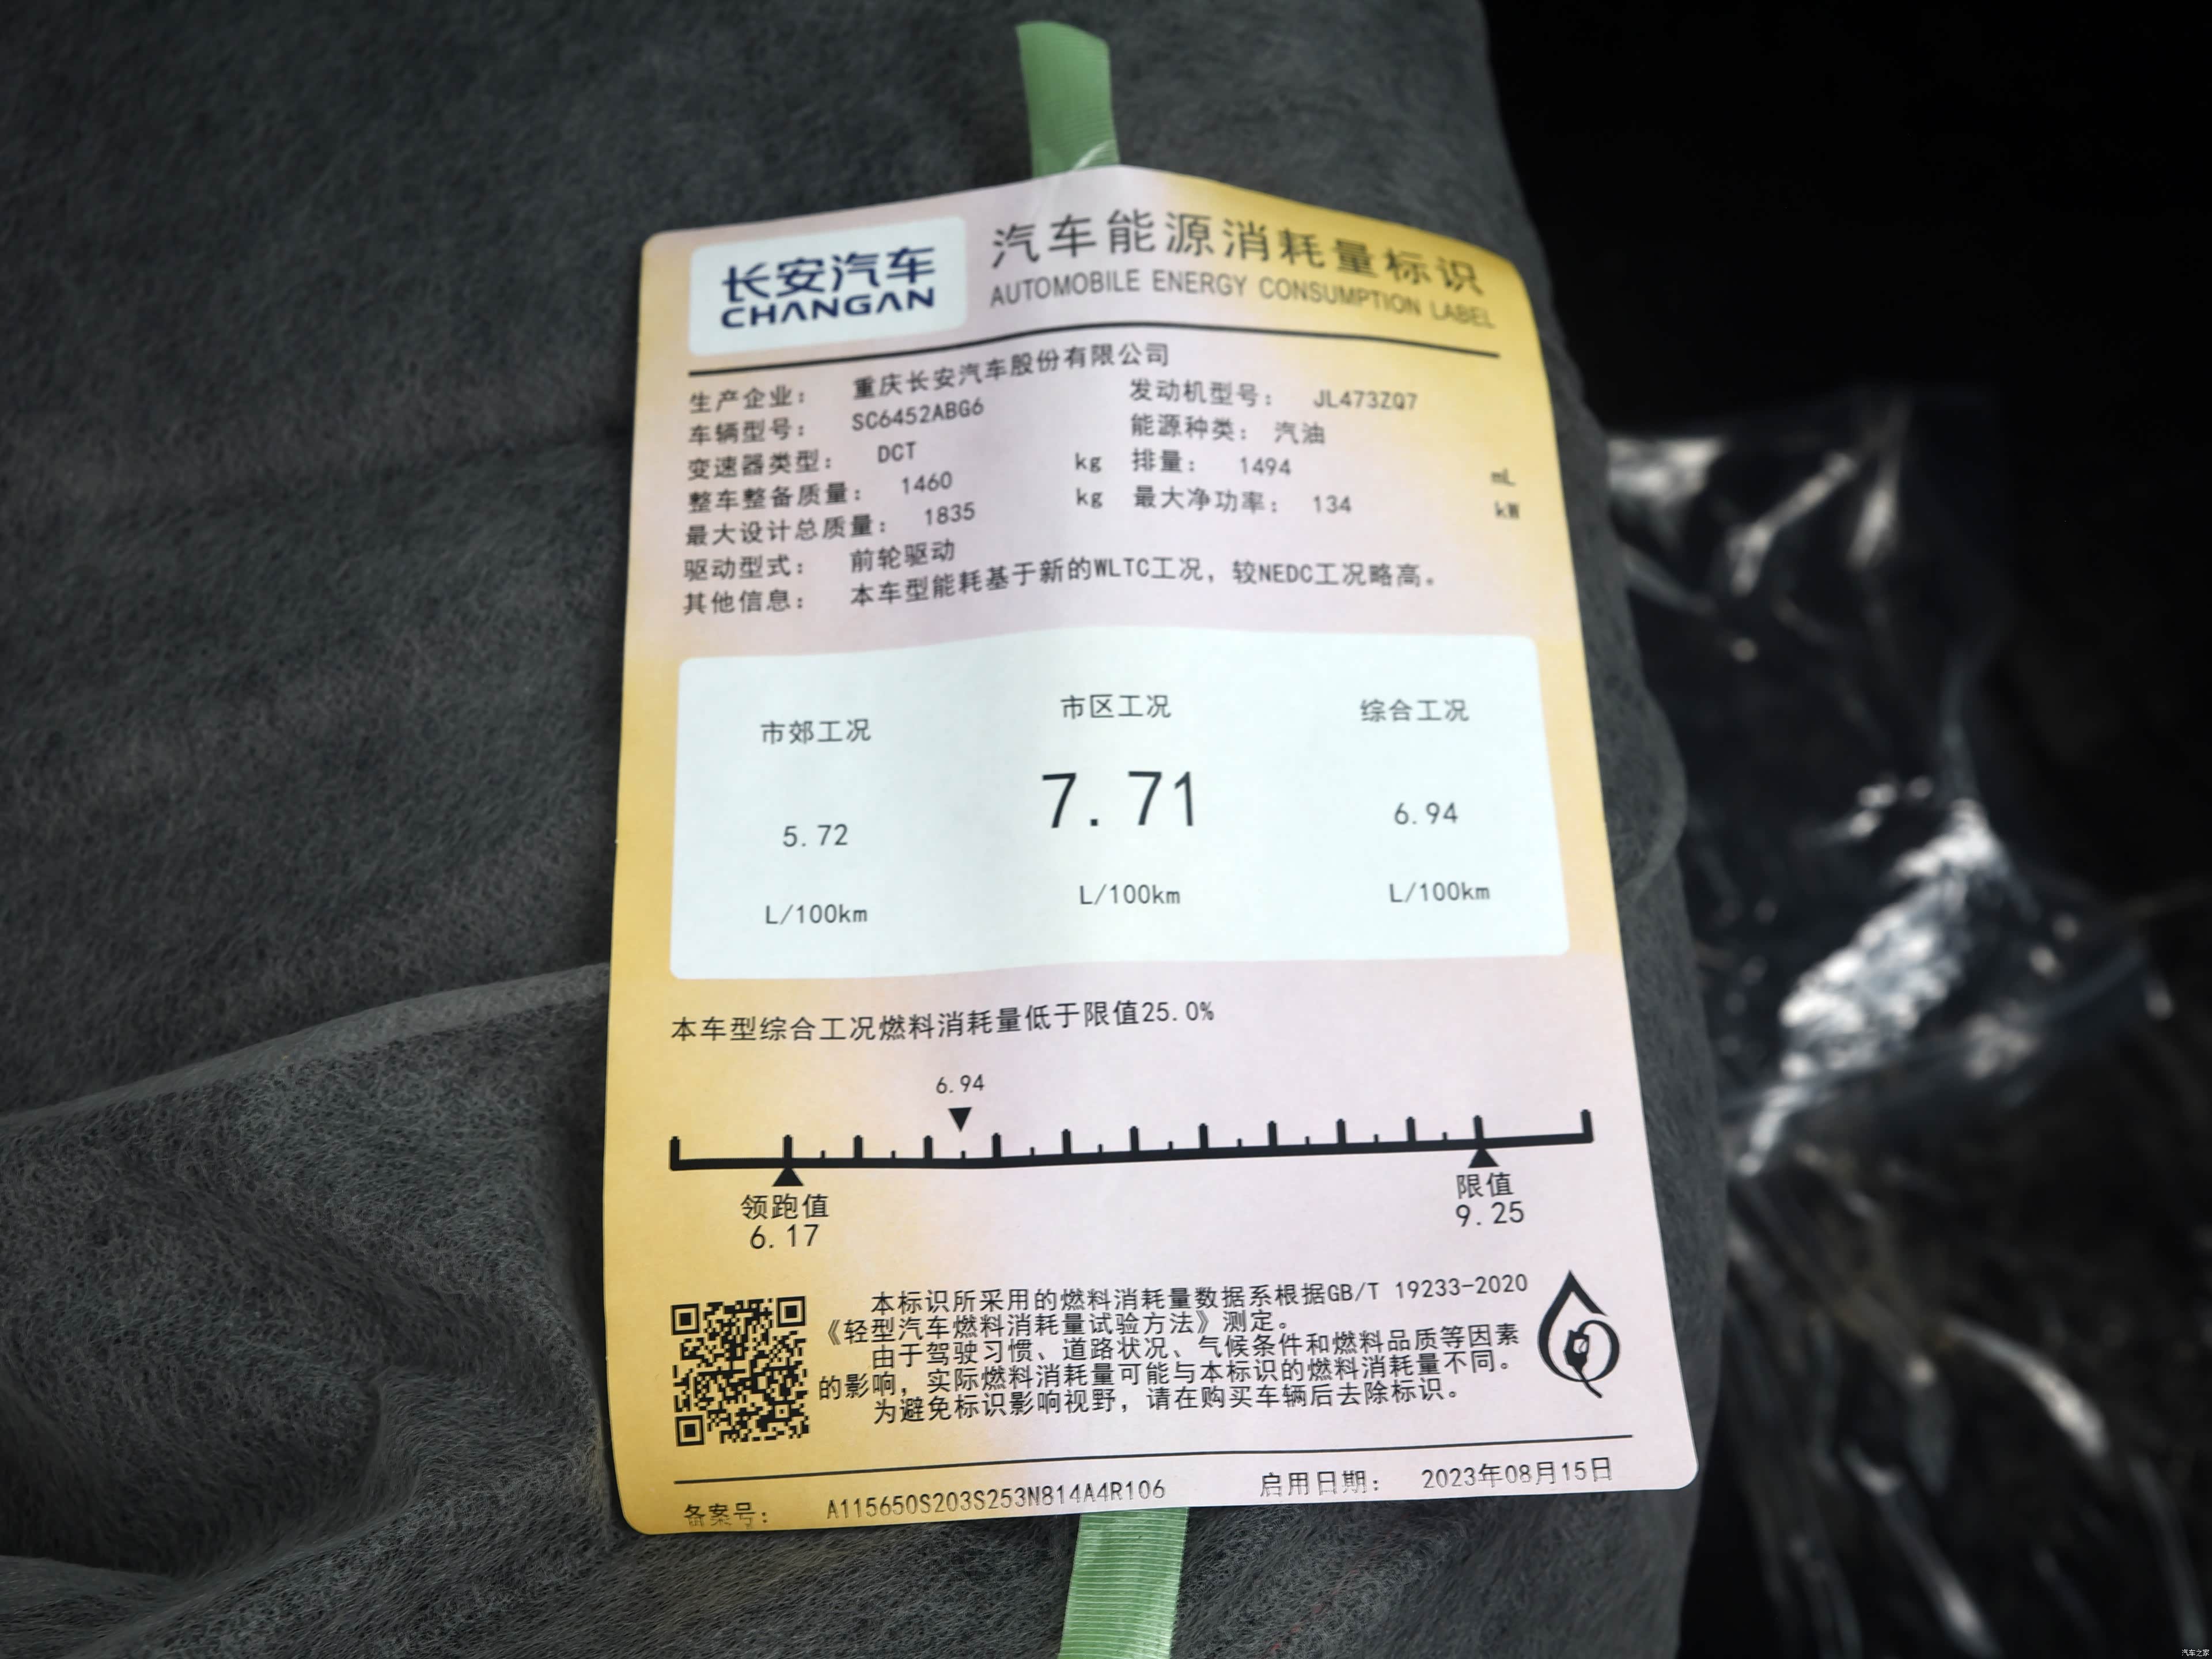 长安汽车
CHANGAN
汽车能源消耗量标识
AUTOMOBILE ENERGY CONSUMPTION LABEL
生产企业： 重庆长安汽车股份有限公司
车辆型号： SC6452ABG6 发动机型号： JL473ZQ7
变速器类型： DCT 能源种类： 汽油
整车整备质量： 1460 kg 排量： 1494 mL
最大设计总质量： 1835 kg 最大净功率： 134 kW
驱动型式： 前轮驱动
其他信息： 本车型能耗基于新的WLTC工况，较NEDC工况略高。
市郊工况 市区工况 综合工况
5.72 7.71 6.94
L/100km L/100km L/100km
本车型综合工况燃料消耗量低于限值25.0%
6.94
领跑值 限值
6.17 9.25
本标识所采用的燃料消耗量数据系根据GB/T 19233-2020
《轻型汽车燃料消耗量试验方法》测定。
由于驾驶习惯、道路状况、气候条件和燃料品质等因素
的影响，实际燃料消耗量可能与本标识的燃料消耗量不同。
为避免标识影响视野，请在购买车辆后去除标识。
备案号： A115650S203S253N814A4R106 启用日期： 2023年08月15日
汽车之家